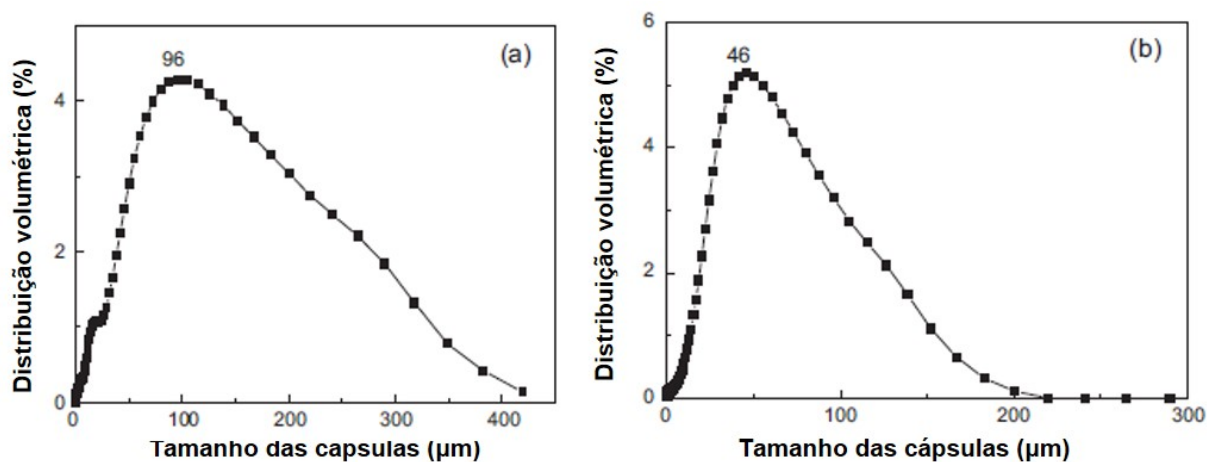 96
(a)
Distribuição volumétrica (%)
4
2
0
0 100 200 300 400
Tamanho das capsulas (µm)
46
(b)
Distribuição volumétrica (%)
6
4
2
0
0 100 200 300
Tamanho das cápsulas (µm)